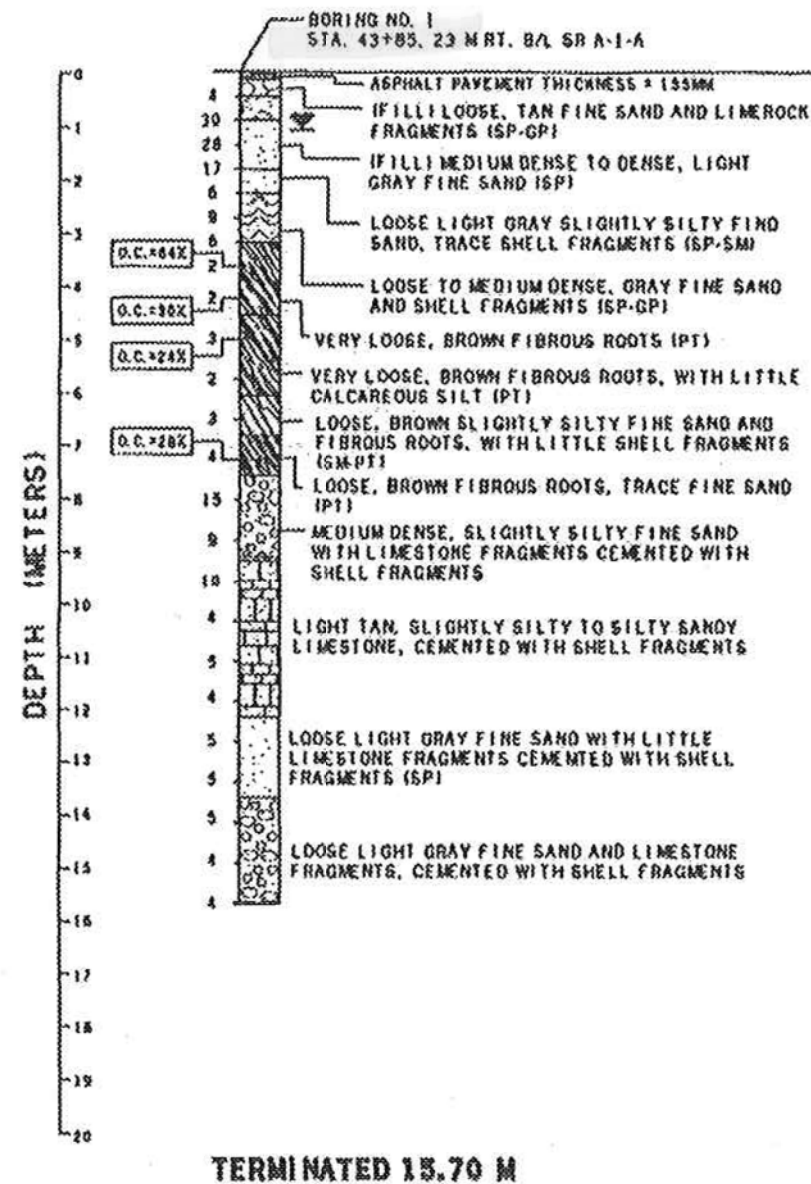 BORING NO. 1
STA. 43+85, 23 M RT. B/L SR A-1-A
ASPHALT PAVEMENT THICKNESS = 155MM
(FILL) LOOSE, TAN FINE SAND AND LIMEROCK
FRAGMENTS (SP-GP)
(FILL) MEDIUM DENSE TO DENSE, LIGHT
GRAY FINE SAND (SP)
LOOSE LIGHT GRAY SLIGHTLY SILTY FIND
SAND, TRACE SHELL FRAGMENTS (SP-SM)
LOOSE TO MEDIUM DENSE, GRAY FINE SAND
AND SHELL FRAGMENTS (SP-GP)
VERY LOOSE, BROWN FIBROUS ROOTS (PT)
VERY LOOSE, BROWN FIBROUS ROOTS, WITH LITTLE
CALCAREOUS SILT (PT)
LOOSE, BROWN SLIGHTLY SILTY FINE SAND AND
FIBROUS ROOTS, WITH LITTLE SHELL FRAGMENTS
(SM-PT)
LOOSE, BROWN FIBROUS ROOTS, TRACE FINE SAND
(PT)
MEDIUM DENSE, SLIGHTLY SILTY FINE SAND
WITH LIMESTONE FRAGMENTS CEMENTED WITH
SHELL FRAGMENTS
LIGHT TAN, SLIGHTLY SILTY TO SILTY SANDY
LIMESTONE, CEMENTED WITH SHELL FRAGMENTS
LOOSE LIGHT GRAY FINE SAND WITH LITTLE
LIMESTONE FRAGMENTS CEMENTED WITH SHELL
FRAGMENTS (SP)
LOOSE LIGHT GRAY FINE SAND AND LIMESTONE
FRAGMENTS, CEMENTED WITH SHELL FRAGMENTS
O.C.=64%
O.C.=30%
O.C.=24%
O.C.=28%
4
30
28
17
6
9
6
2
2
3
2
3
4
15
9
10
4
5
4
5
5
5
4
4
DEPTH (METERS)
0
1
2
3
4
5
6
7
8
9
10
11
12
13
14
15
16
17
18
19
20
TERMINATED 15.70 M